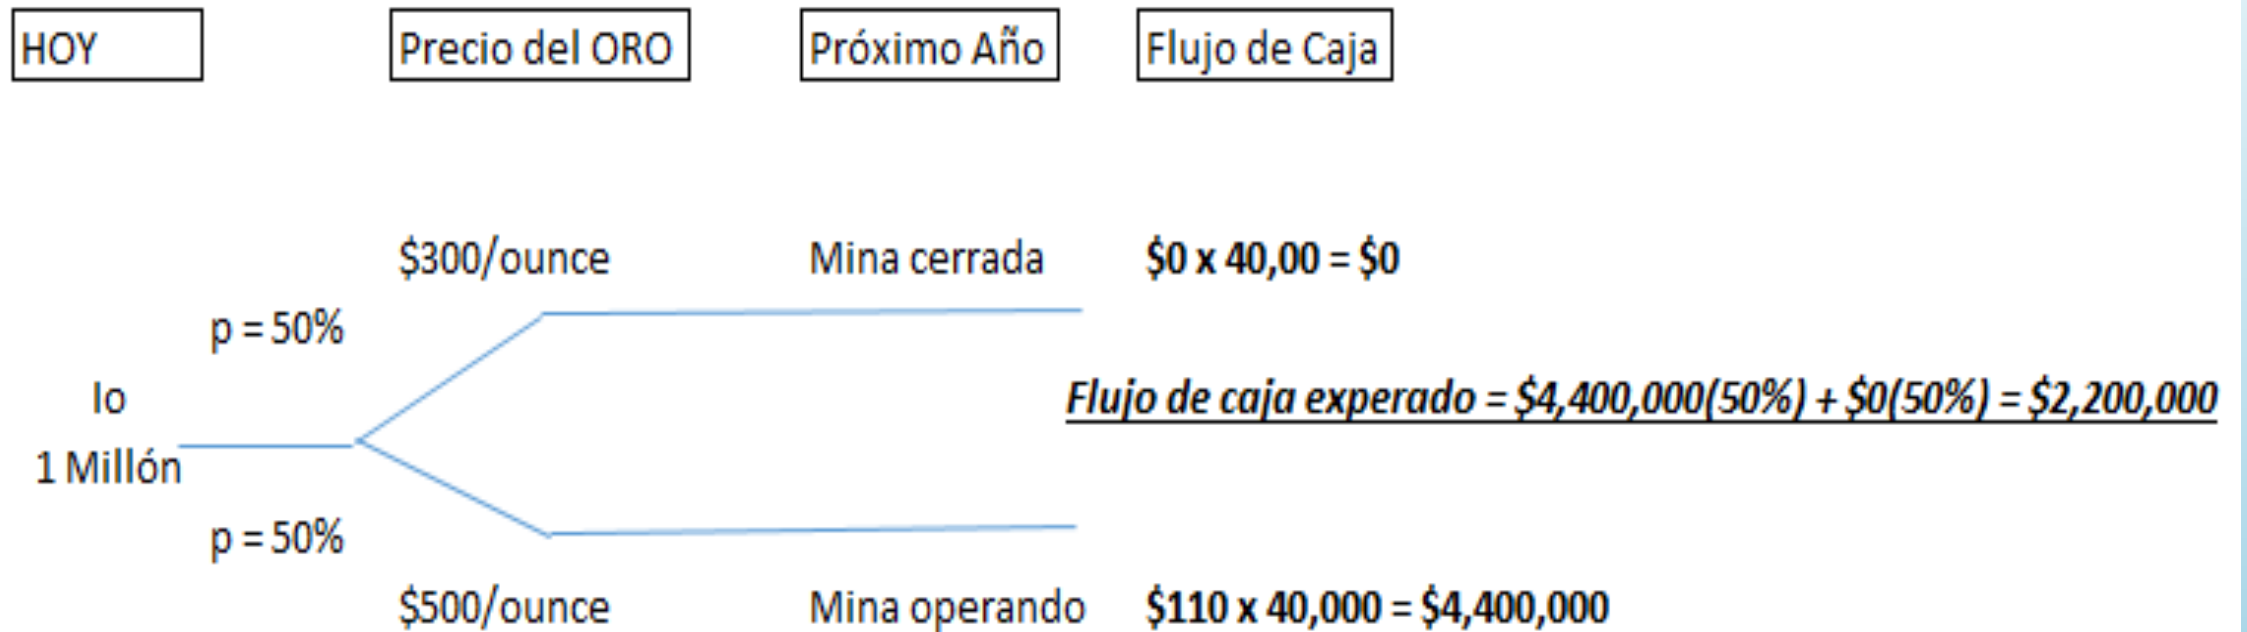 HOY Precio del ORO Próximo Año Flujo de Caja
$300/ounce Mina cerrada $0 x 40,00 = $0
p = 50%
Io
Flujo de caja experado = $4,400,000(50%) + $0(50%) = $2,200,000
1 Millón
p = 50%
$500/ounce Mina operando $110 x 40,000 = $4,400,000